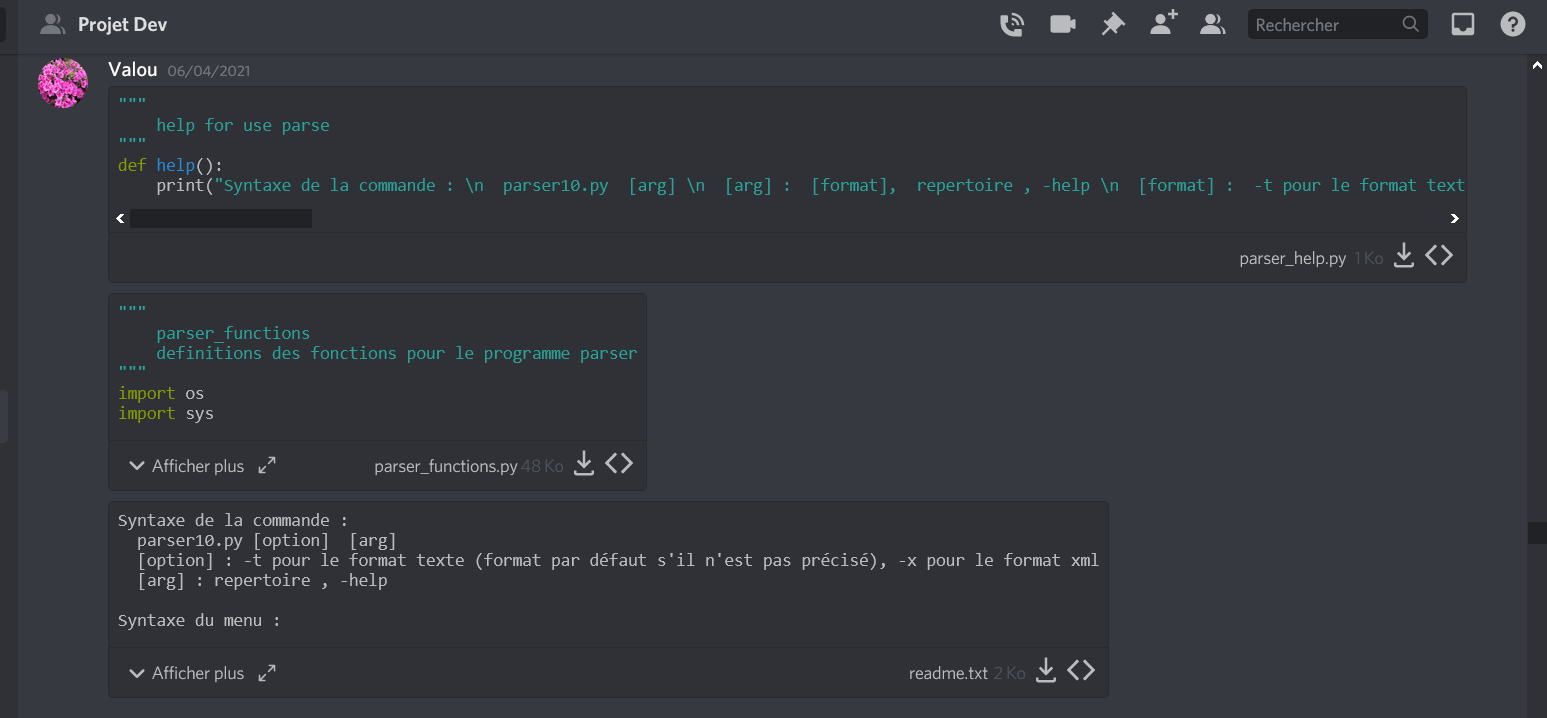 Projet Dev
Rechercher
Valou 06/04/2021
"""
    help for use parse
"""
def help():
    print("Syntaxe de la commande : \n  parser10.py  [arg] \n  [arg] :  [format],  repertoire , -help \n  [format] :  -t pour le format text
parser_help.py 1 Ko
"""
    parser_functions
    definitions des fonctions pour le programme parser
"""
import os
import sys
Afficher plus
parser_functions.py 48 Ko
Syntaxe de la commande :
  parser10.py [option]  [arg]
  [option] : -t pour le format texte (format par défaut s'il n'est pas précisé), -x pour le format xml
  [arg] : repertoire , -help
Syntaxe du menu :
Afficher plus
readme.txt 2 Ko